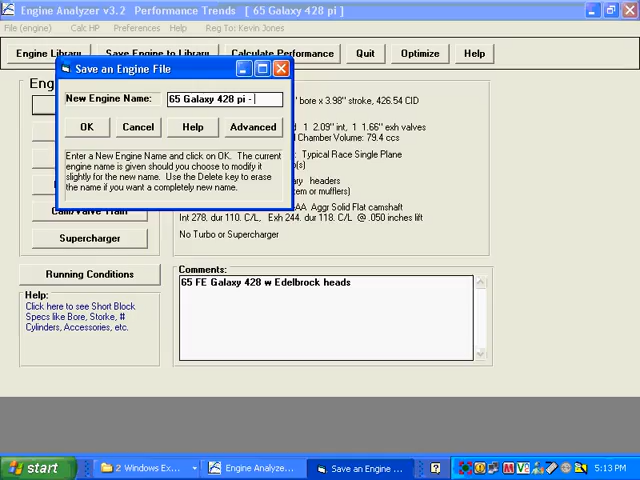 Engine Analyzer v3.2   Performance Trends   [ 65 Galaxy 428 pi ]
File (engine)   Calc HP   Preferences   Reg To: Kevin Jones
Engine Library   Save Engine to Library   Calculate Performance   Quit   Optimize   Help
Save an Engine File
New Engine Name:   65 Galaxy 428 pi -
OK   Cancel   Help   Advanced
Enter a New Engine Name and click on OK.  The current
engine name is given should you choose to modify it
slightly for the new name.  Use the Delete key to erase
the name if you want a completely new name.
Eng
" bore x 3.98" stroke, 426.54 CID
1  2.09" int,  1  1.66" exh valves
Chamber Volume:  79.4 ccs
Typical Race Single Plane
headers
or mufflers)
Aggr Solid Flat camshaft
Int 278. dur 110. C/L,   Exh 244. dur 118. C/L  @ .050 inches lift
No Turbo or Supercharger
Cam/Valve Train
Supercharger
Running Conditions
Help:
Click here to see Short Block
Specs like Bore, Storke, #
Cylinders, Accessories, etc.
Comments:
65 FE Galaxy 428 w Edelbrock heads
start   2 Windows Ex...   Engine Analyze...   Save an Engine ...   5:13 PM